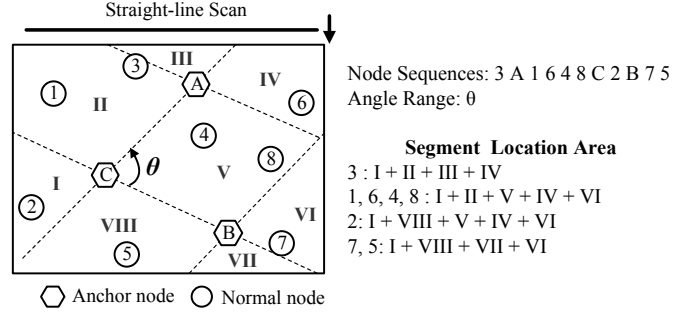 Straight-line Scan
3
III
A
IV
1
II
6
4
8
V
C
θ
I
2
VIII
VI
B
5
7
VII
Anchor node
Normal node
Node Sequences: 3 A 1 6 4 8 C 2 B 7 5
Angle Range: θ
Segment Location Area
3 : I + II + III + IV
1, 6, 4, 8 : I + II + V + IV + VI
2: I + VIII + V + IV + VI
7, 5: I + VIII + VII + VI